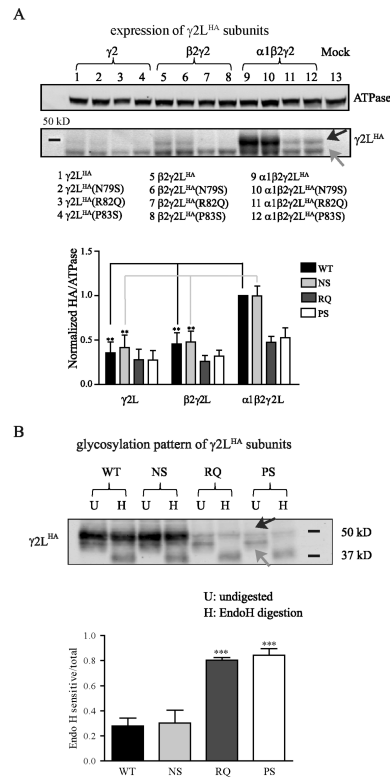 A
expression of γ2L^HA subunits
γ2 β2γ2 α1β2γ2 Mock
1 2 3 4 5 6 7 8 9 10 11 12 13
ATPase
50 kD
γ2L^HA
1 γ2L^HA 5 β2γ2L^HA 9 α1β2γ2L^HA
2 γ2L^HA(N79S) 6 β2γ2L^HA(N79S) 10 α1β2γ2L^HA(N79S)
3 γ2L^HA(R82Q) 7 β2γ2L^HA(R82Q) 11 α1β2γ2L^HA(R82Q)
4 γ2L^HA(P83S) 8 β2γ2L^HA(P83S) 12 α1β2γ2L^HA(P83S)
Normalized HA/ATPase
1.5
1.0
0.5
0.0
** ** ** **
WT
NS
RQ
PS
γ2L β2γ2L α1β2γ2L
B
glycosylation pattern of γ2L^HA subunits
WT NS RQ PS
U H U H U H U H
γ2L^HA
50 kD
37 kD
U: undigested
H: EndoH digestion
Endo H sensitive/total
1.0
0.8
0.6
0.4
0.2
0.0
*** ***
WT NS RQ PS